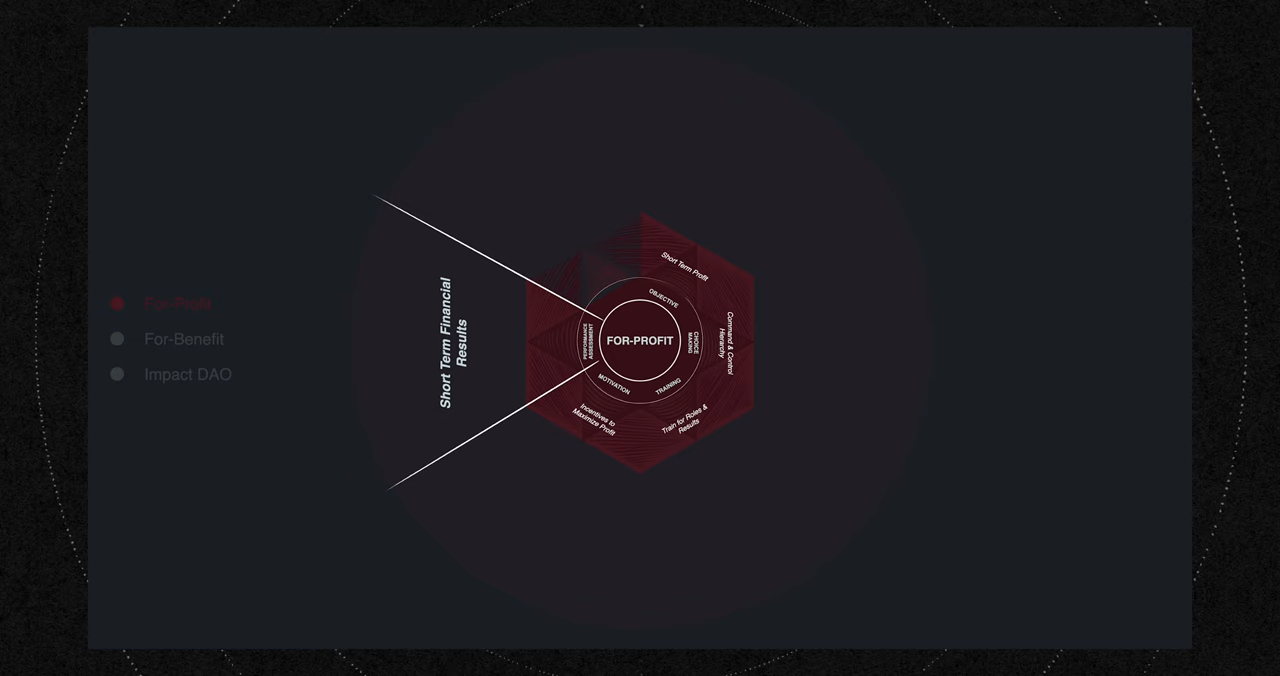 For-Profit
For-Benefit
Impact DAO
Short Term Financial
Results
FOR-PROFIT
OBJECTIVE
CHOICE
MAKING
TRAINING
MOTIVATION
PERFORMANCE
ASSESSMENT
Short Term Profit
Command & Control
Hierarchy
Train for Roles &
Results
Incentives to
Maximize Profit